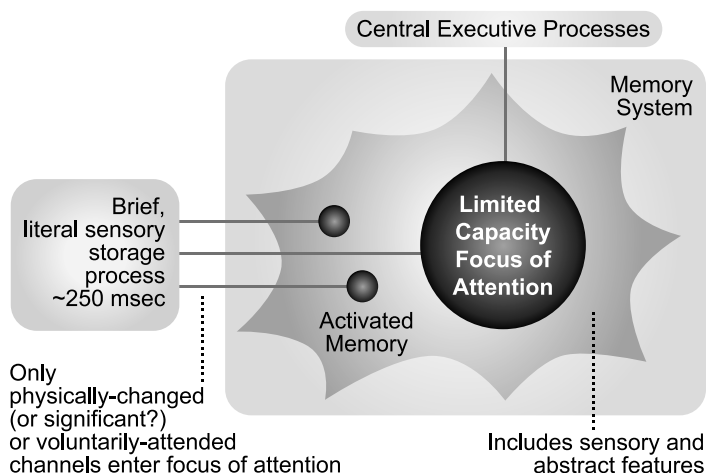 Central Executive Processes
Memory
System
Brief,
literal sensory
storage
process
~250 msec
Limited
Capacity
Focus of
Attention
Activated
Memory
Only
physically-changed
(or significant?)
or voluntarily-attended
channels enter focus of attention
Includes sensory and
abstract features